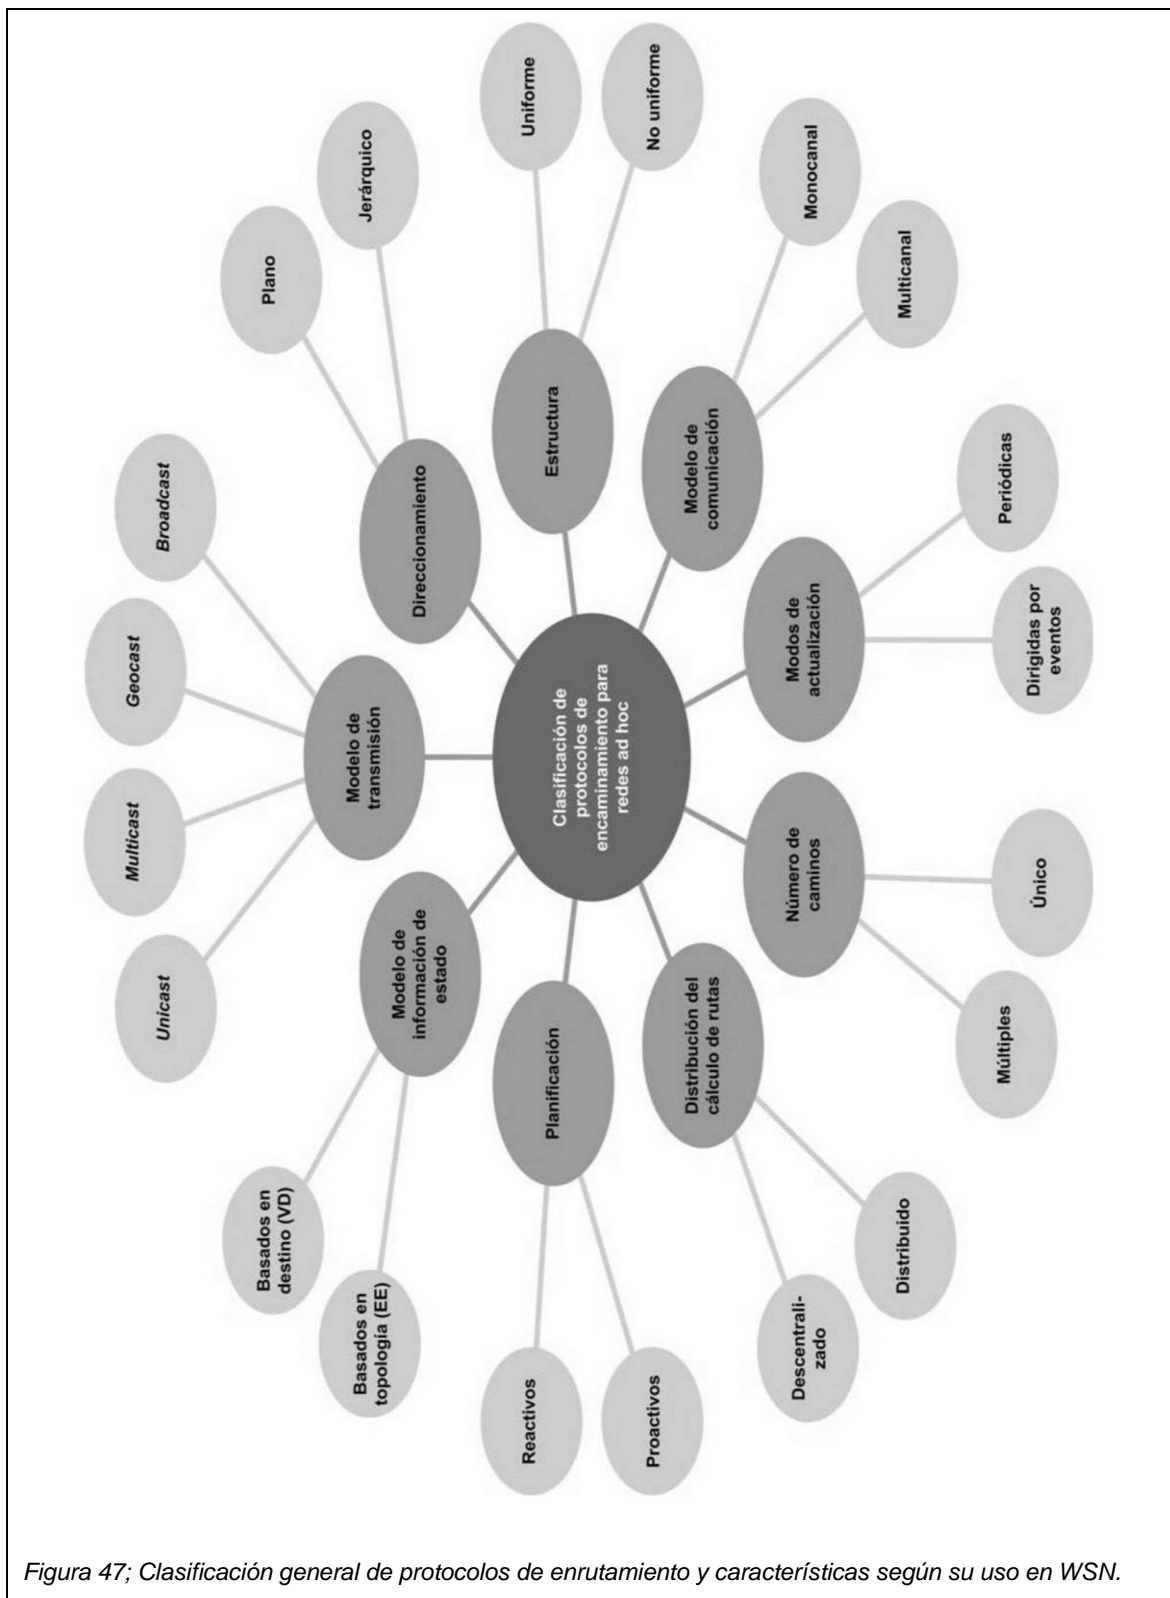 Clasificación de
protocolos de
encaminamiento para
redes ad hoc
Modelo de
transmisión
Unicast
Multicast
Geocast
Broadcast
Direccionamiento
Plano
Jerárquico
Estructura
Uniforme
No uniforme
Modelo de
comunicación
Monocanal
Multicanal
Modos de
actualización
Periódicas
Dirigidas por
eventos
Número de
caminos
Único
Múltiples
Distribución del
cálculo de rutas
Distribuido
Descentrali-
zado
Planificación
Proactivos
Reactivos
Modelo de
información de
estado
Basados en
topología (EE)
Basados en
destino (VD)
Figura 47; Clasificación general de protocolos de enrutamiento y características según su uso en WSN.